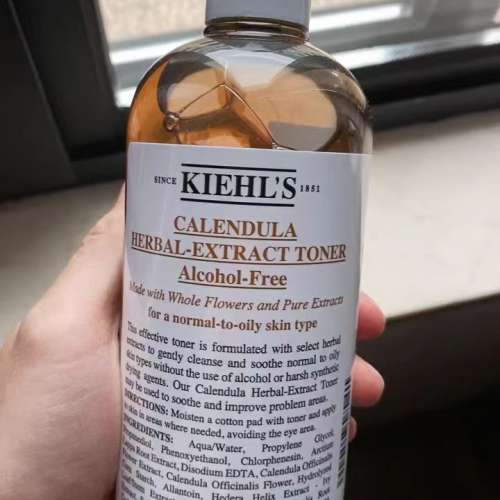 SINCE KIEHL'S 1851
CALENDULA
HERBAL-EXTRACT TONER
Alcohol-Free
Made with Whole Flowers and Pure Extracts
for a normal-to-oily skin type
This effective toner is formulated with select herbal
extracts to gently cleanse and soothe normal to oily
skin types without the use of alcohol or harsh synthetic
drying agents. Our Calendula Herbal-Extract Toner
may be used to soothe and improve problem areas.
DIRECTIONS: Moisten a cotton pad with toner and apply
to skin in areas where needed, avoiding the eye area.
INGREDIENTS: Aqua/Water, Propylene Glycol,
Phenoxyethanol, Chlorphenesin, Arctium
Root Extract, Disodium EDTA, Calendula Officinalis
Flower Extract, Calendula Officinalis Flower, Hydrolyzed
Starch, Allantoin, Hedera Helix Extract - Ivy